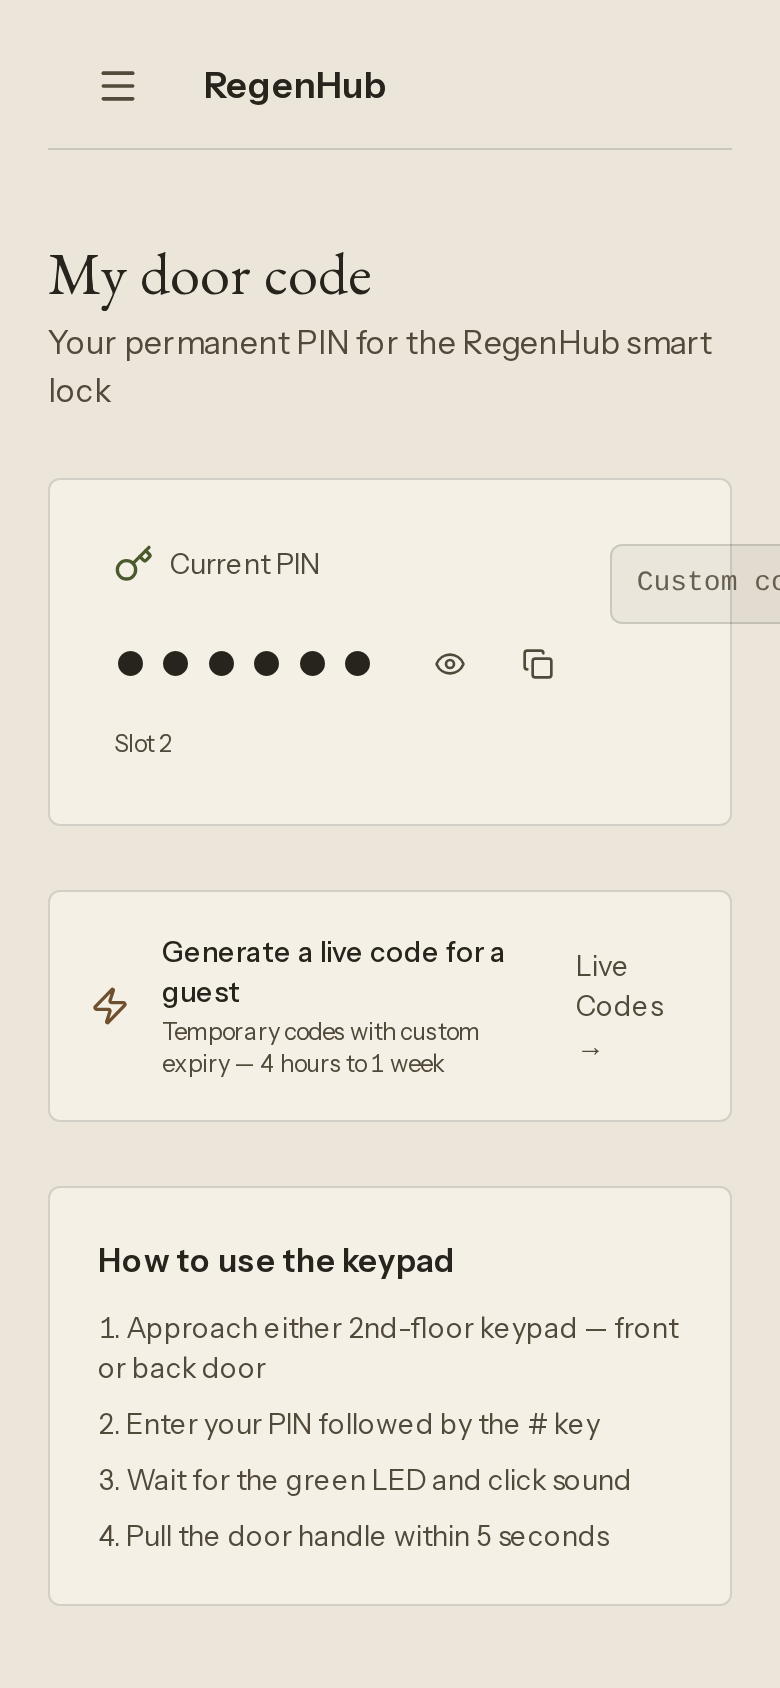 RegenHub
My door code
Your permanent PIN for the RegenHub smart
lock
Current PIN
Custom
Slot 2
Generate a live code for a
guest
Temporary codes with custom
expiry — 4 hours to 1 week
Live
Codes
→
How to use the keypad
1. Approach either 2nd-floor keypad — front
or back door
2. Enter your PIN followed by the # key
3. Wait for the green LED and click sound
4. Pull the door handle within 5 seconds